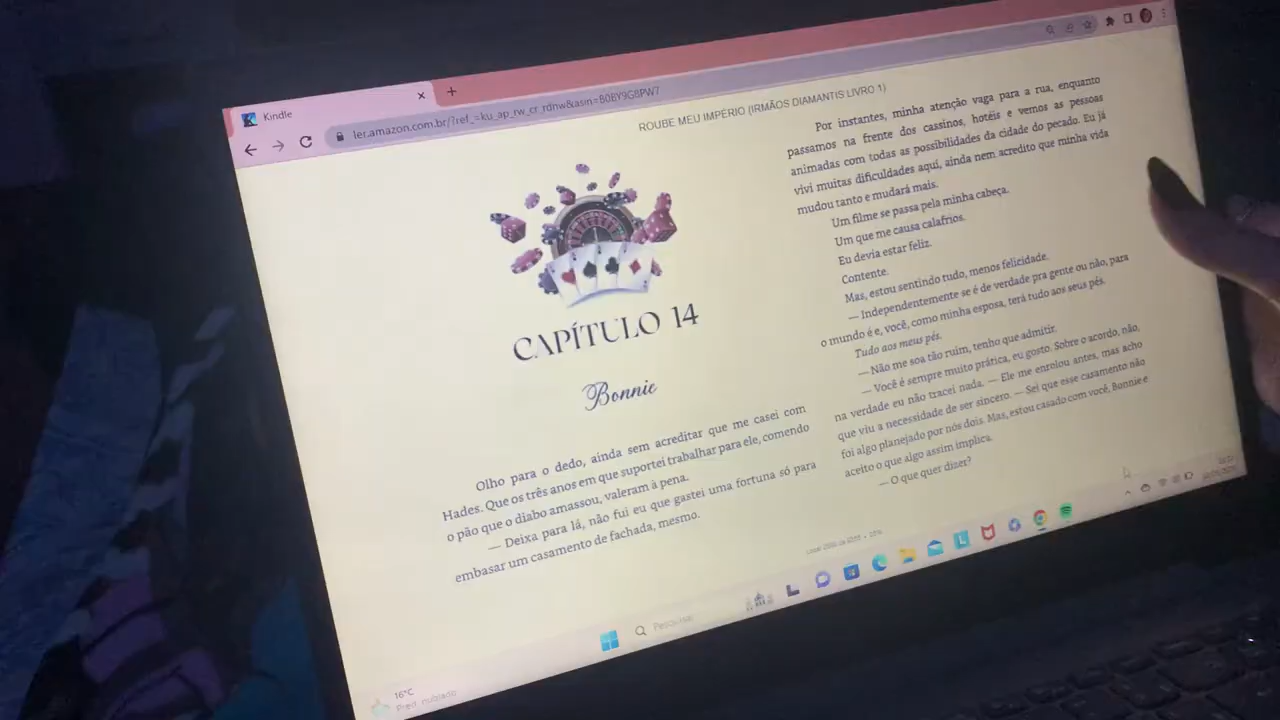 Kindle
ler.amazon.com.br/?ref_=ku_ap_rw_cr_rdnw&asin=B0BY9G8PW7
ROUBE MEU IMPÉRIO (IRMÃOS DIAMANTIS LIVRO 1)
CAPÍTULO 14
Bonnie
Olho para o dedo, ainda sem acreditar que me casei com
Hades. Que os três anos em que suportei trabalhar para ele, comendo
o pão que o diabo amassou, valeram à pena.
— Deixa para lá, não fui eu que gastei uma fortuna só para
embasar um casamento de fachada, mesmo.
Por instantes, minha atenção vaga para a rua, enquanto
passamos na frente dos cassinos, hotéis e vemos as pessoas
animadas com todas as possibilidades da cidade do pecado. Eu já
vivi muitas dificuldades aqui, ainda nem acredito que minha vida
mudou tanto e mudará mais.
Um filme se passa pela minha cabeça.
Um que me causa calafrios.
Eu devia estar feliz.
Contente.
Mas, estou sentindo tudo, menos felicidade.
— Independentemente se é de verdade pra gente ou não, para
o mundo é e, você, como minha esposa, terá tudo aos seus pés.
Tudo aos meus pés.
— Não me soa tão ruim, tenho que admitir.
— Você é sempre muito prática, eu gosto. Sobre o acordo, não,
na verdade eu não tracei nada. — Ele me enrolou antes, mas acho
que viu a necessidade de ser sincero. — Sei que esse casamento não
foi algo planejado por nós dois. Mas, estou casado com você, Bonnie e
aceito o que algo assim implica.
— O que quer dizer?
Pesquisar
16°C
Pred. nublado